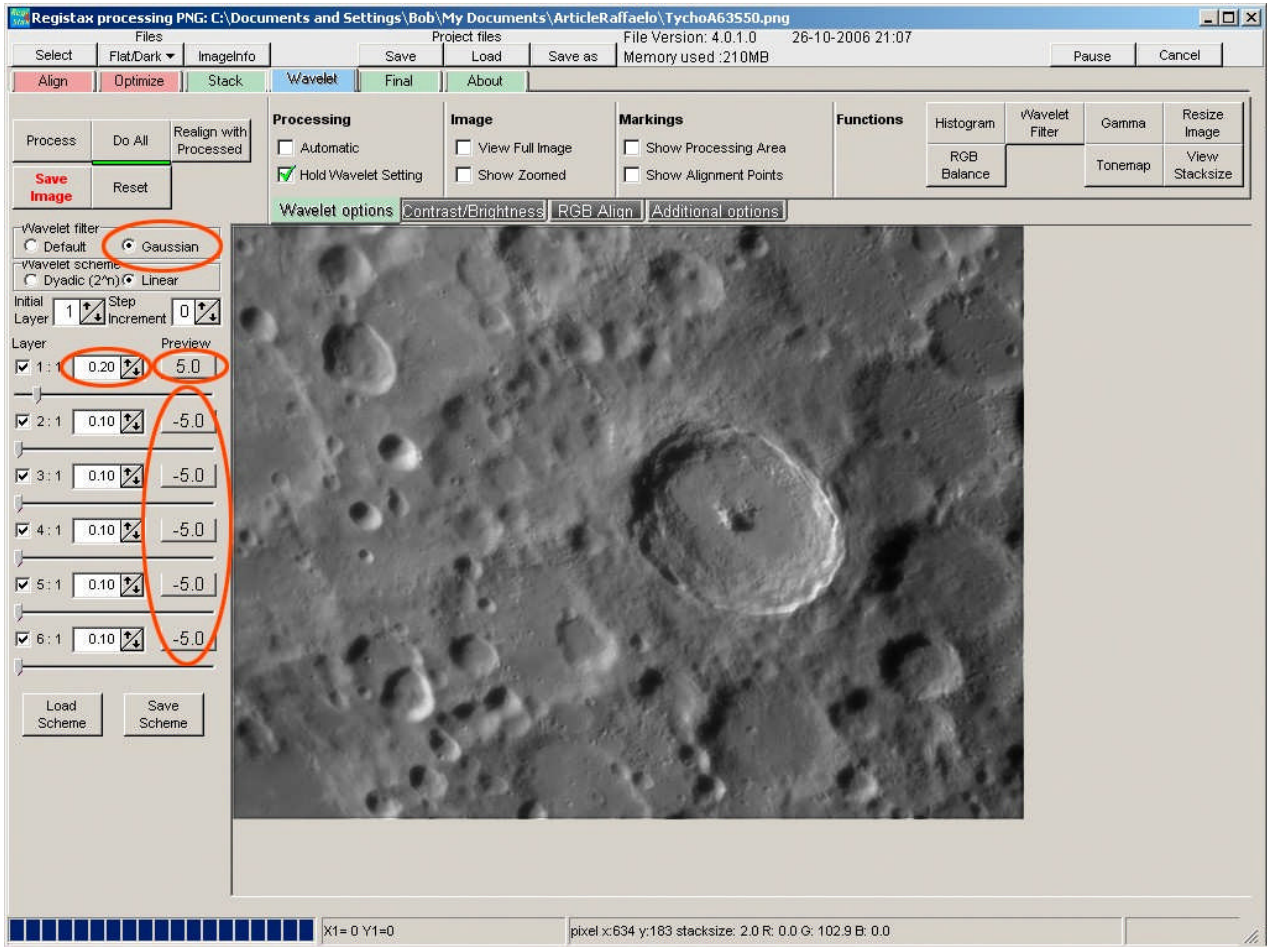 Registax processing PNG: C:\Documents and Settings\Bob\My Documents\ArticleRaffaelo\TychoA63S50.png
Files Project files File Version: 4.0.1.0 26-10-2006 21:07
Select Flat/Dark ImageInfo Save Load Save as Memory used :210MB Pause Cancel
Align Optimize Stack Wavelet Final About
Process Do All Realign with Processed
Save Image Reset
Processing
Automatic
Hold Wavelet Setting
Image
View Full Image
Show Zoomed
Markings
Show Processing Area
Show Alignment Points
Functions
Histogram Wavelet Filter Gamma Resize Image
RGB Balance Tonemap View Stacksize
Wavelet options Contrast/Brightness RGB Align Additional options
Wavelet filter
Default Gaussian
Wavelet scheme
Dyadic (2^n) Linear
Initial Layer 1 Step Increment 0
Layer Preview
1 : 1 0.20 5.0
2 : 1 0.10 -5.0
3 : 1 0.10 -5.0
4 : 1 0.10 -5.0
5 : 1 0.10 -5.0
6 : 1 0.10 -5.0
Load Scheme Save Scheme
X1= 0 Y1=0 pixel x:634 y:183 stacksize: 2.0 R: 0.0 G: 102.9 B: 0.0